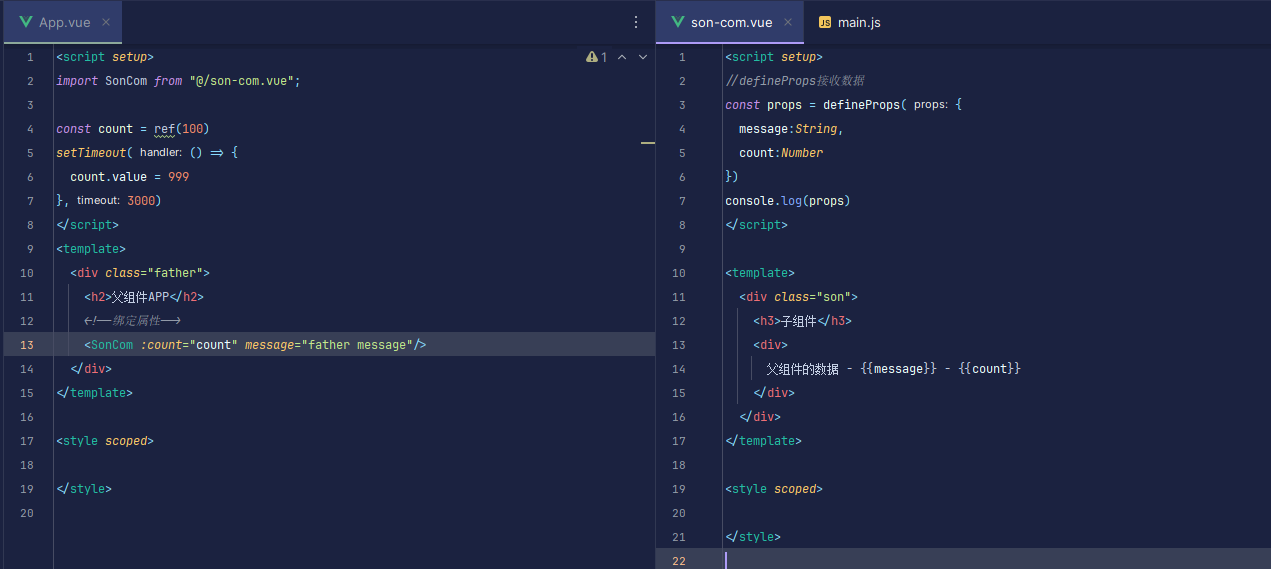 App.vue
1 <script setup>
2 import SonCom from "@/son-com.vue";
3
4 const count = ref(100)
5 setTimeout( handler: () => {
6 count.value = 999
7 }, timeout: 3000)
8 </script>
9 <template>
10 <div class="father">
11 <h2>父组件APP</h2>
12 <!--绑定属性-->
13 <SonCom :count="count" message="father message"/>
14 </div>
15 </template>
16
17 <style scoped>
18
19 </style>
20
1
son-com.vue
JS main.js
1 <script setup>
2 //defineProps接收数据
3 const props = defineProps( props: {
4 message:String,
5 count:Number
6 })
7 console.log(props)
8 </script>
9
10 <template>
11 <div class="son">
12 <h3>子组件</h3>
13 <div>
14 父组件的数据 - {{message}} - {{count}}
15 </div>
16 </div>
17 </template>
18
19 <style scoped>
20
21 </style>
22